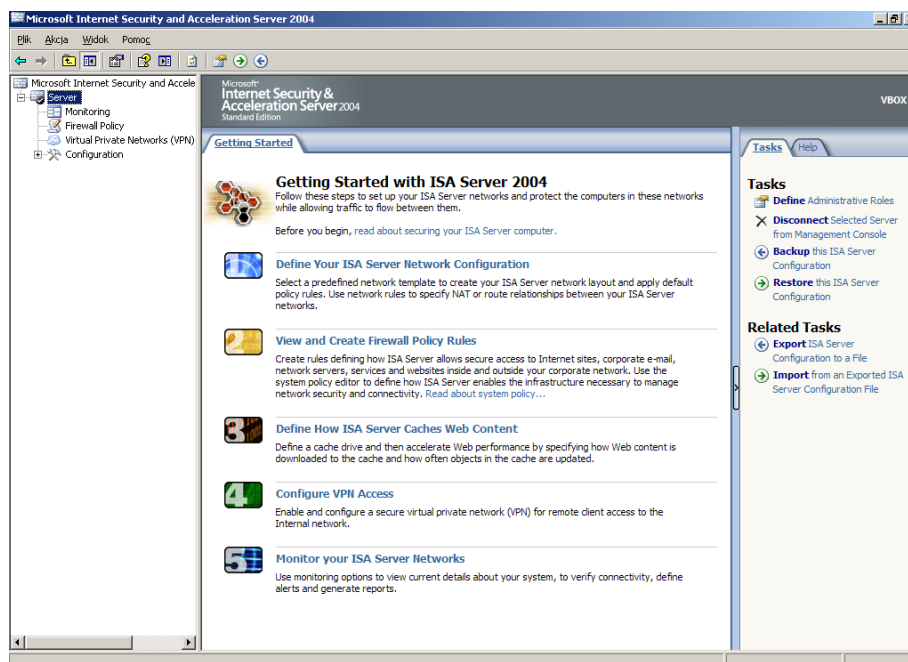 Microsoft Internet Security and Acceleration Server 2004
Plik Akcja Widok Pomoc
Microsoft Internet Security and Accele
Server
Monitoring
Firewall Policy
Virtual Private Networks (VPN)
Configuration
Microsoft
Internet Security &
Acceleration Server 2004
Standard Edition
VBOX
Getting Started
Getting Started with ISA Server 2004
Follow these steps to set up your ISA Server networks and protect the computers in these networks
while allowing traffic to flow between them.
Before you begin, read about securing your ISA Server computer.
1
Define Your ISA Server Network Configuration
Select a predefined network template to create your ISA Server network layout and apply default
policy rules. Use network rules to specify NAT or route relationships between your ISA Server
networks.
2
View and Create Firewall Policy Rules
Create rules defining how ISA Server allows secure access to Internet sites, corporate e-mail,
network servers, services and websites inside and outside your corporate network. Use the
system policy editor to define how ISA Server enables the infrastructure necessary to manage
network security and connectivity. Read about system policy...
3
Define How ISA Server Caches Web Content
Define a cache drive and then accelerate Web performance by specifying how Web content is
downloaded to the cache and how often objects in the cache are updated.
4
Configure VPN Access
Enable and configure a secure virtual private network (VPN) for remote client access to the
Internal network.
5
Monitor your ISA Server Networks
Use monitoring options to view current details about your system, to verify connectivity, define
alerts and generate reports.
Tasks Help
Tasks
Define Administrative Roles
Disconnect Selected Server
from Management Console
Backup this ISA Server
Configuration
Restore this ISA Server
Configuration
Related Tasks
Export ISA Server
Configuration to a File
Import from an Exported ISA
Server Configuration File